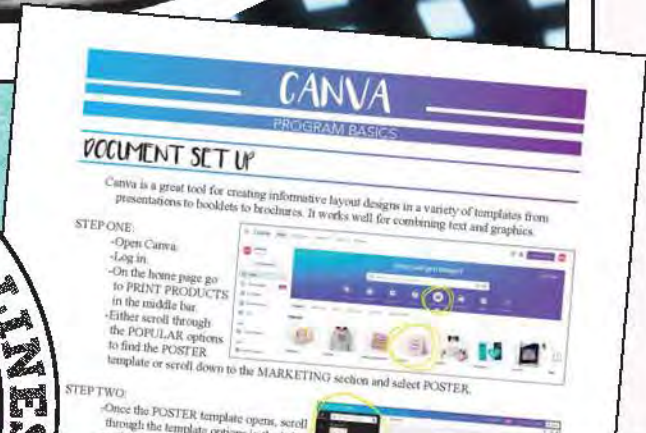 CANVA
PROGRAM BASICS
DOCUMENT SET UP
Canva is a great tool for creating informative layout designs in a variety of templates from
presentations to booklets to brochures. It works well for combining text and graphics.
STEP ONE:
-Open Canva.
-Log in.
-On the home page go
to PRINT PRODUCTS
in the middle bar.
-Either scroll through
the POPULAR options
to find the POSTER
template or scroll down to the MARKETING section and select POSTER.
STEP TWO:
-Once the POSTER template opens, scroll
through the template options